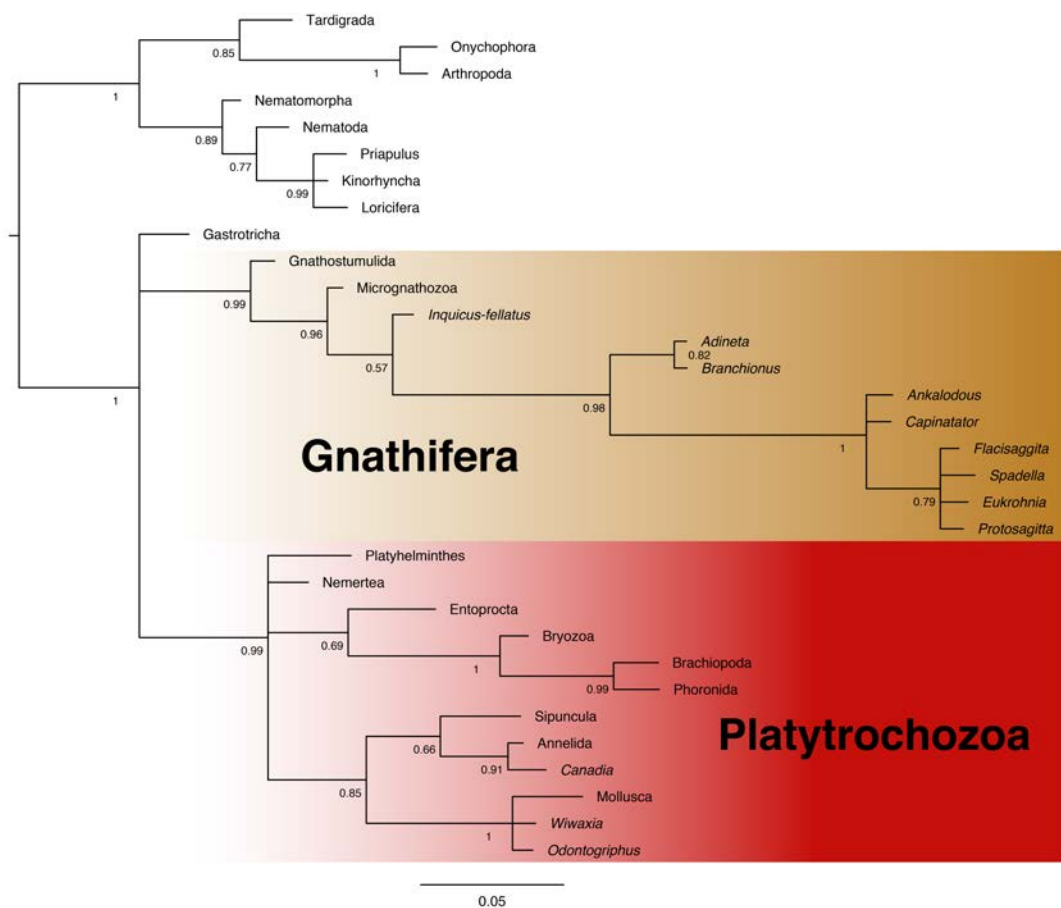 Tardigrada
0.85
Onychophora
1
Arthropoda
1
Nematomorpha
0.89
Nematoda
0.77
Priapulus
Kinorhyncha
0.99
Loricifera
Gastrotricha
Gnathostumulida
0.99
Micrognathozoa
0.96
Inquicus-fellatus
0.57
Adineta
0.82
Branchionus
1
0.98
Ankalodous
Capinatator
1
Gnathifera
Flacisaggita
Spadella
0.79
Eukrohnia
Protosagitta
Platyhelminthes
Nemertea
Entoprocta
0.99
0.69
Bryozoa
1
Brachiopoda
0.99
Phoronida
Sipuncula
0.66
Platytrochozoa
Annelida
0.91
Canadia
0.85
Mollusca
Wiwaxia
1
Odontogriphus
0.05